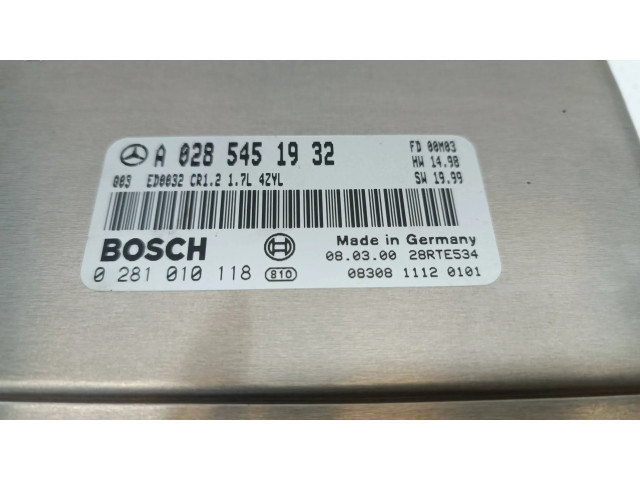 A 028 545 19 32
FD 00M03
HW 14.98
003 ED0032 CR1.2 1.7L 4ZYL
SW 19.99
BOSCH
Made in Germany
08.03.00 28RTE534
0 281 010 118 810
08308 1112 0101